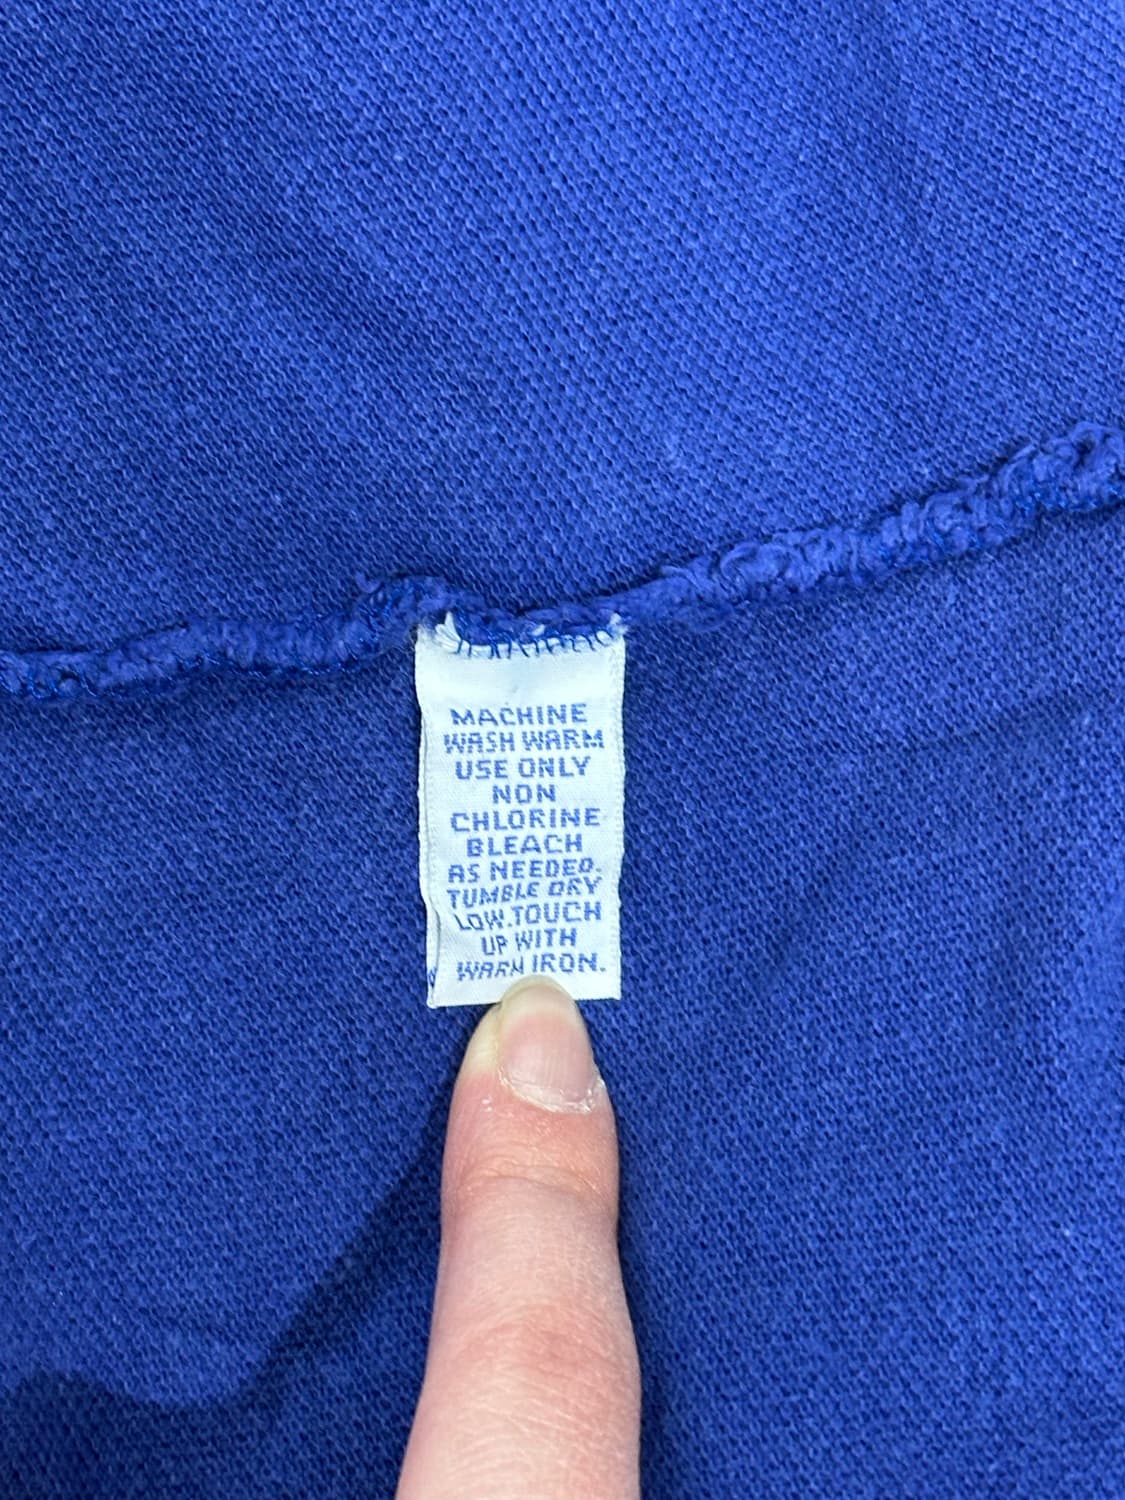 MACHINE
WASH WARM
USE ONLY
NON
CHLORINE
BLEACH
AS NEEDED.
TUMBLE DRY
LOW.TOUCH
UP WITH
WARM IRON.